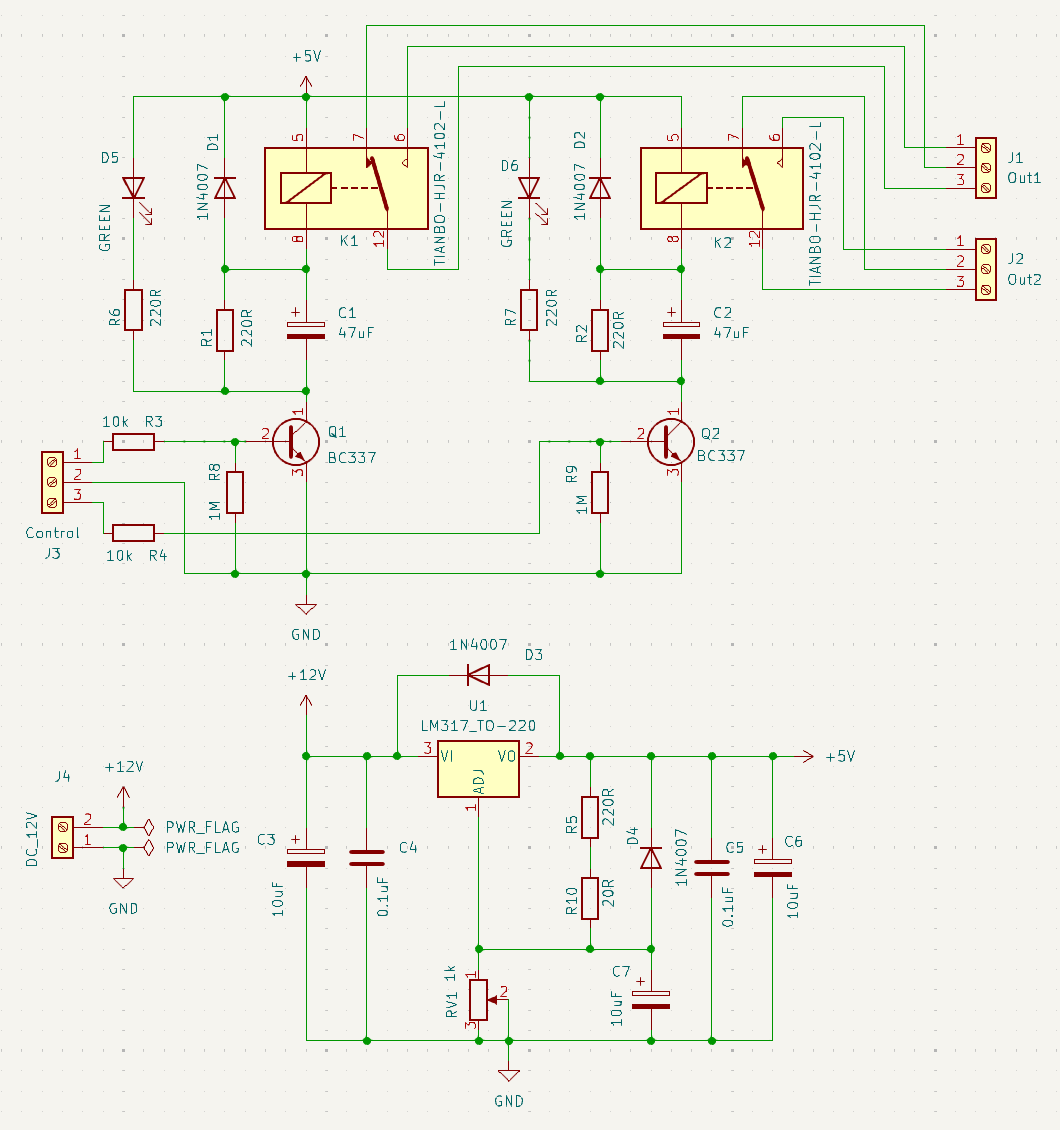 +5V
D5
GREEN
D1
1N4007
5
7
6
8
12
K1
TIANBO-HJR-4102-L
D6
GREEN
D2
1N4007
5
7
6
8
12
K2
TIANBO-HJR-4102-L
1
2
3
J1
Out1
1
2
3
J2
Out2
R6
220R
R1
220R
+
C1
47uF
R7
220R
R2
220R
+
C2
47uF
10k R3
1
2
3
Q1
BC337
1
2
3
Q2
BC337
1
2
3
Control
J3
R8
1M
R9
1M
10k R4
GND
1N4007
D3
+12V
U1
LM317_TO-220
3
VI
VO
2
ADJ
1
+5V
J4
+12V
DC_12V
2
PWR_FLAG
1
PWR_FLAG
GND
C3
+
10uF
C4
0.1uF
R5
220R
R10
20R
D4
1N4007
C5
0.1uF
+
C6
10uF
RV1 1k
1
2
3
C7
+
10uF
GND